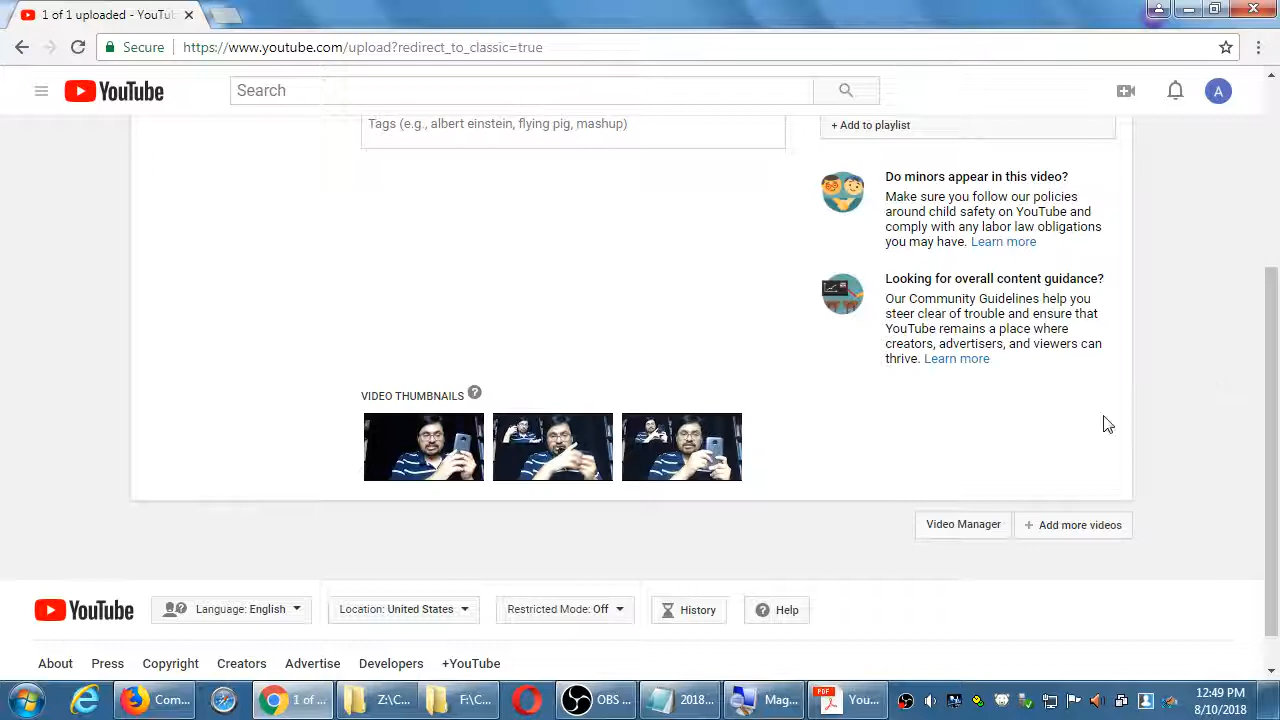 1 of 1 uploaded - YouTu
Secure https://www.youtube.com/upload?redirect_to_classic=true
YouTube
Search
A
Tags (e.g., albert einstein, flying pig, mashup)
+ Add to playlist
Do minors appear in this video?
Make sure you follow our policies
around child safety on YouTube and
comply with any labor law obligations
you may have. Learn more
Looking for overall content guidance?
Our Community Guidelines help you
steer clear of trouble and ensure that
YouTube remains a place where
creators, advertisers, and viewers can
thrive. Learn more
VIDEO THUMBNAILS ?
Video Manager
+ Add more videos
YouTube
Language: English
Location: United States
Restricted Mode: Off
History
Help
About Press Copyright Creators Advertise Developers +YouTube
Com...
1 of ...
Z:\C...
F:\C...
OBS ...
2018...
Mag...
PDF
You...
12:49 PM
8/10/2018